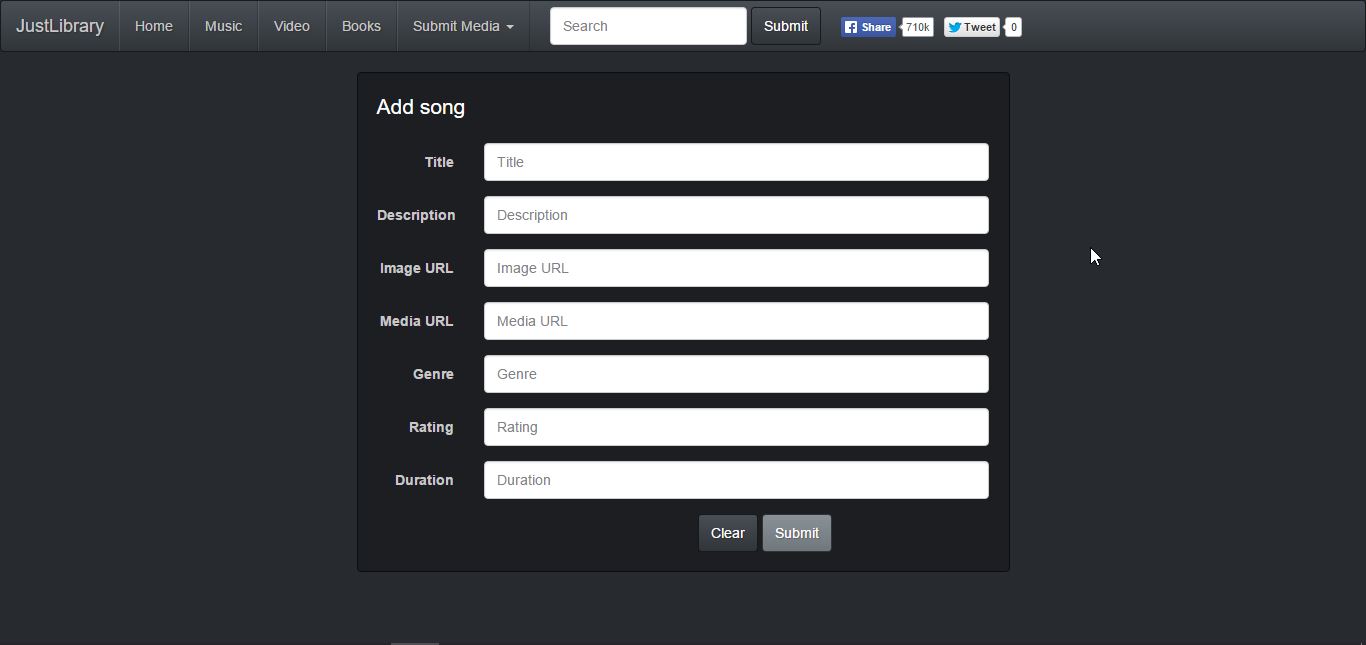 JustLibrary Home Music Video Books Submit Media Search Submit Share 710k Tweet 0
Add song
Title Title
Description Description
Image URL Image URL
Media URL Media URL
Genre Genre
Rating Rating
Duration Duration
Clear Submit